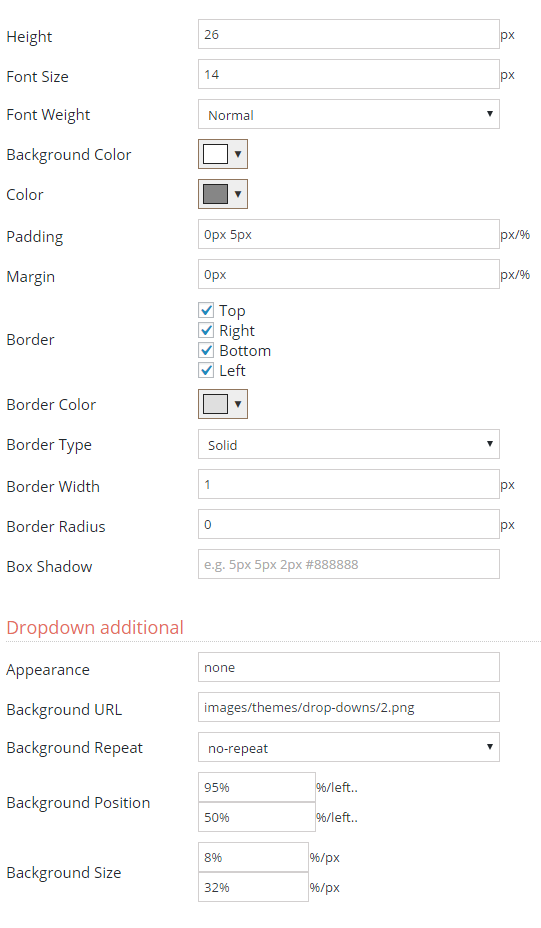 Height 26 px
Font Size 14 px
Font Weight Normal
Background Color
Color
Padding 0px 5px px/%
Margin 0px px/%
Border
Top
Right
Bottom
Left
Border Color
Border Type Solid
Border Width 1 px
Border Radius 0 px
Box Shadow e.g. 5px 5px 2px #888888
Dropdown additional
Appearance none
Background URL images/themes/drop-downs/2.png
Background Repeat no-repeat
Background Position
95% %/left..
50% %/left..
Background Size
8% %/px
32% %/px